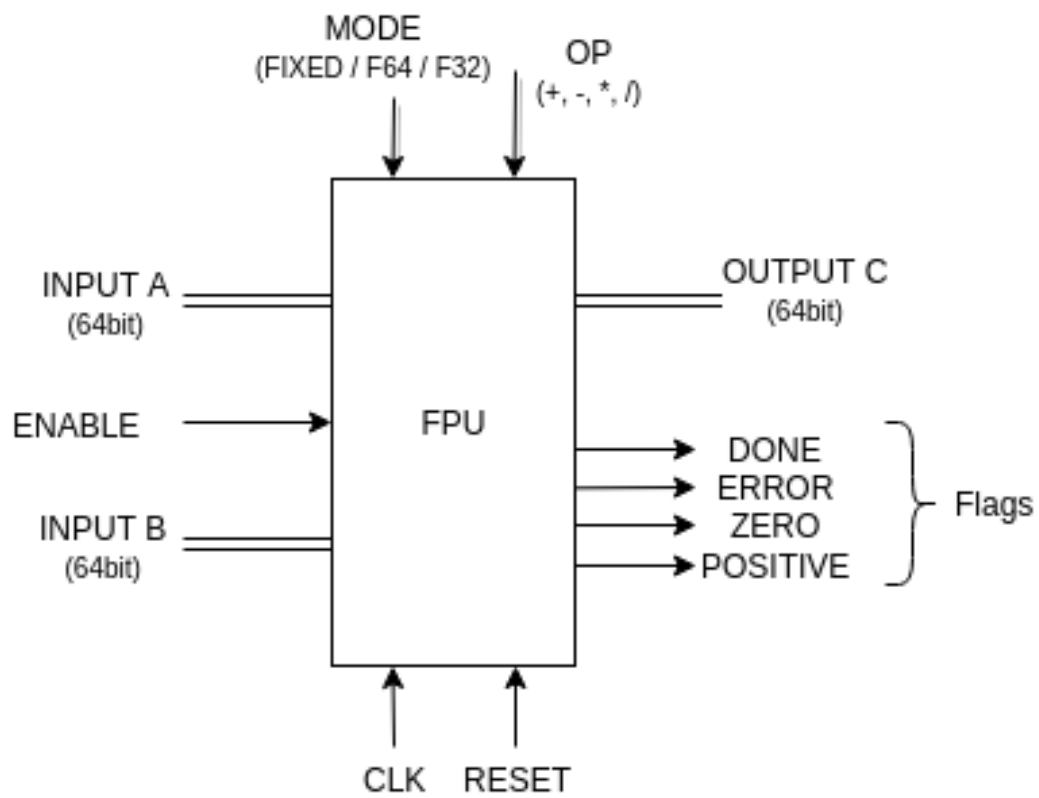 MODE
(FIXED / F64 / F32)
OP
(+, -, *, /)
INPUT A
(64bit)
OUTPUT C
(64bit)
ENABLE
FPU
DONE
ERROR
ZERO
POSITIVE
Flags
INPUT B
(64bit)
CLK
RESET